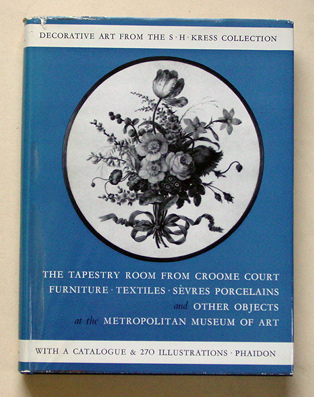 DECORATIVE ART FROM THE S·H·KRESS COLLECTION
THE TAPESTRY ROOM FROM CROOME COURT
FURNITURE · TEXTILES · SÈVRES PORCELAINS
and OTHER OBJECTS
at the METROPOLITAN MUSEUM OF ART
WITH A CATALOGUE & 270 ILLUSTRATIONS · PHAIDON